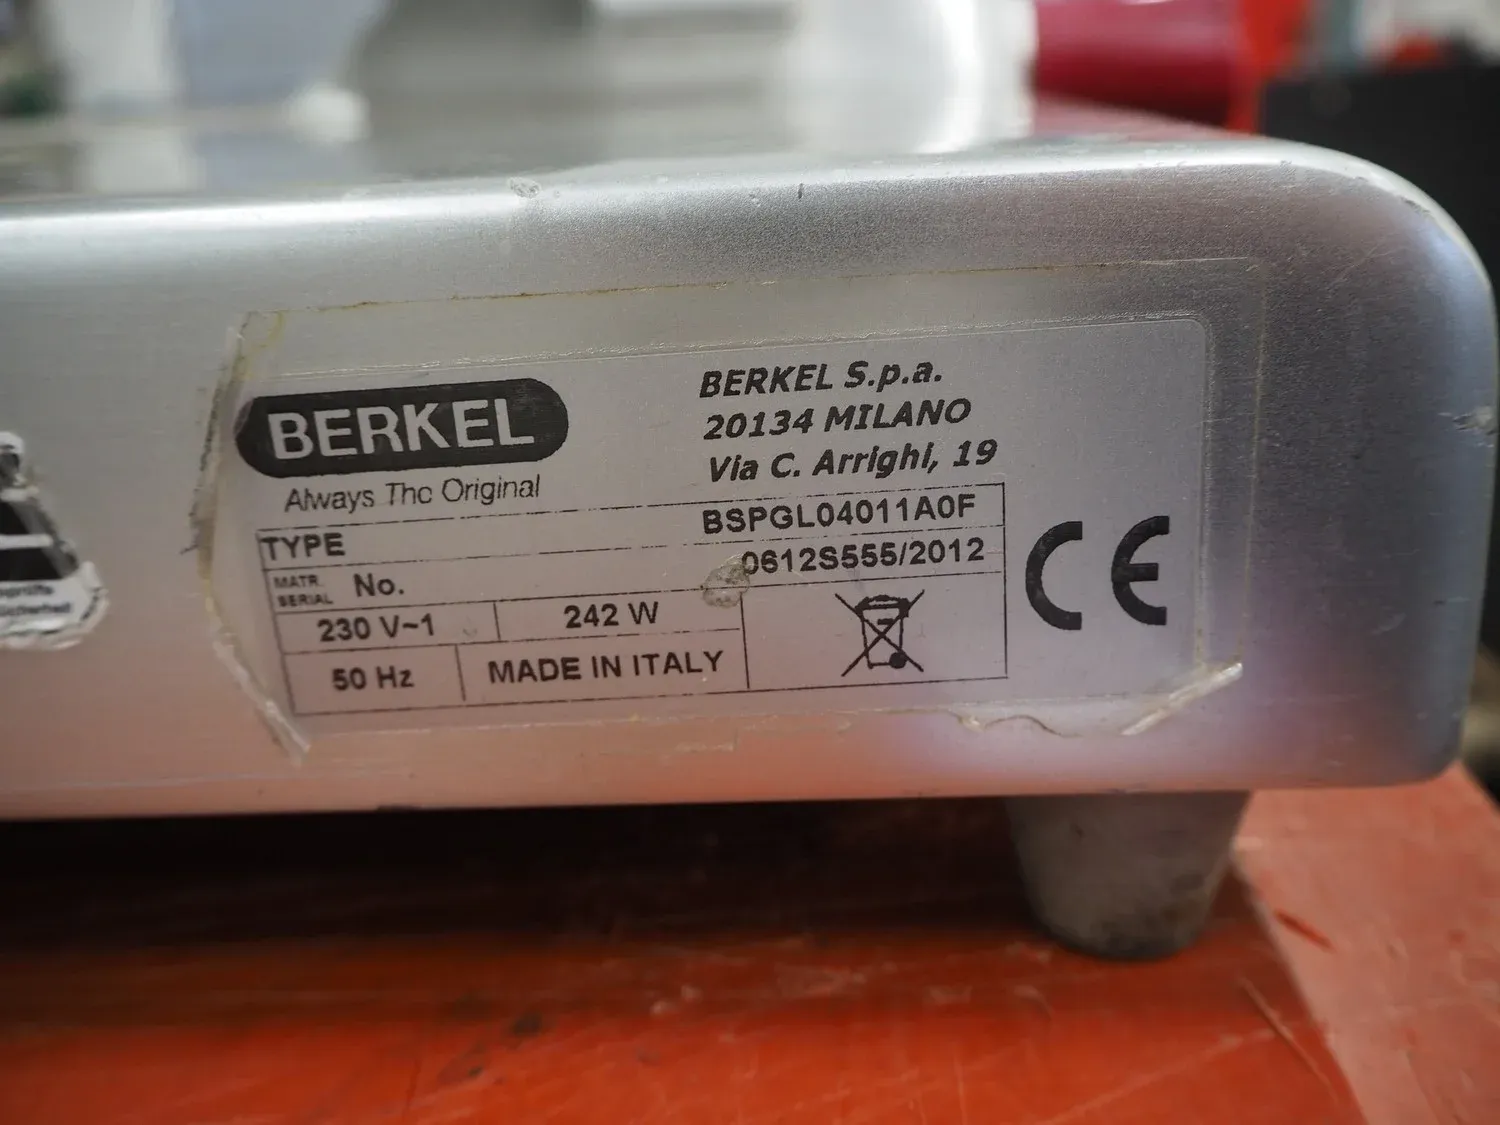 BERKEL
Always The Original
BERKEL S.p.a.
20134 MILANO
Via C. Arrighi, 19
TYPE BSPGL04011A0F
MATR. SERIAL No. 0612S555/2012
230 V~1 242 W
50 Hz MADE IN ITALY
CE